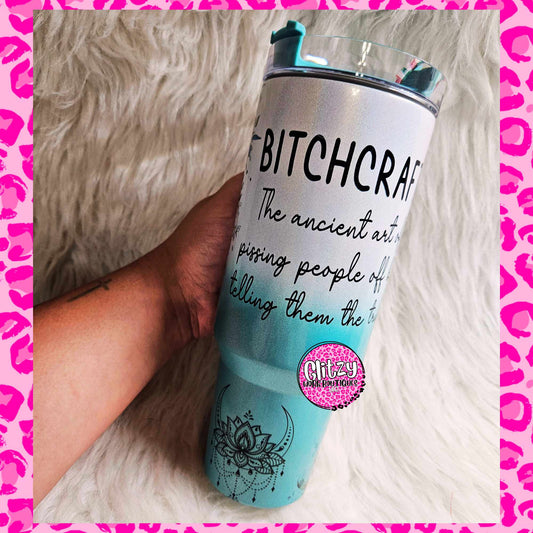 BITCHCRAF
The ancient art
pissing people off
telling them the
Glitzy